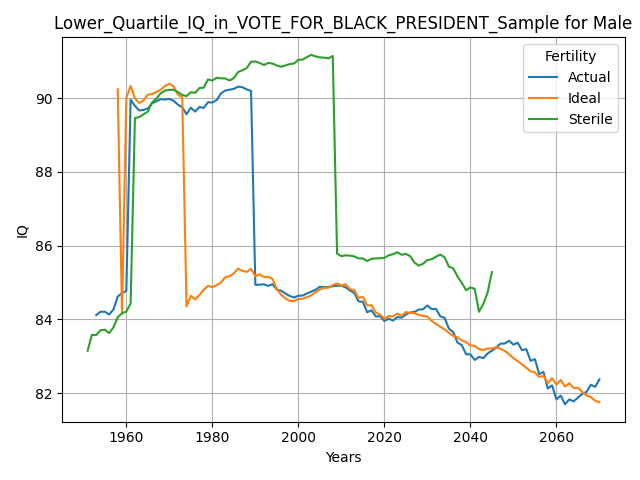 Lower_Quartile_IQ_in_VOTE_FOR_BLACK_PRESIDENT_Sample for Male
Fertility
Actual
Ideal
Sterile
IQ
90
88
86
84
82
1960
1980
2000
2020
2040
2060
Years